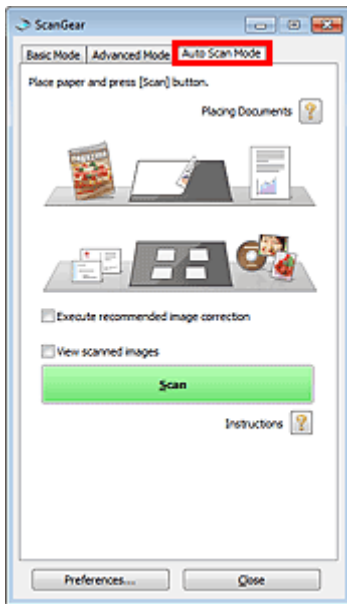 ScanGear
Basic Mode Advanced Mode Auto Scan Mode
Place paper and press [Scan] button.
Placing Documents
Execute recommended image correction
View scanned images
Scan
Instructions
Preferences... Close